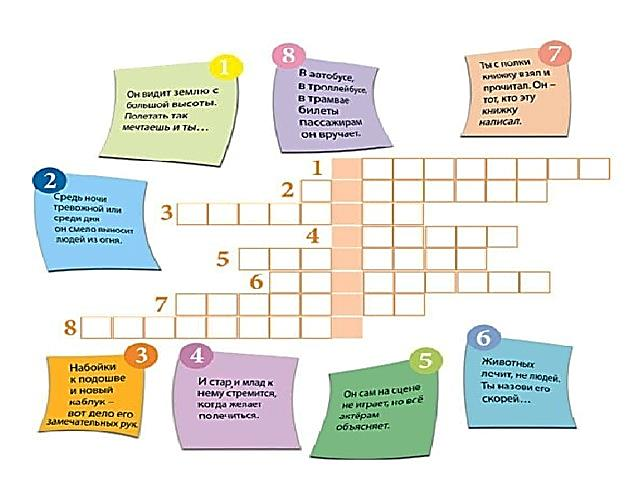 1
Он видит землю с
большой высоты.
Полетать так
мечтаешь и ты...
8
В автобусе,
в троллейбусе,
в трамвае
билеты
пассажирам
он вручает.
7
Ты с полки
книжку взял и
прочитал. Он –
тот, кто эту
книжку
написал.
2
Средь ночи
тревожной или
среди дня
он смело выносит
людей из огня.
1
2
3
4
5
6
7
8
3
Набойки
к подошве
и новый
каблук –
вот дело его
замечательных рук.
4
И стар и млад к
нему стремится,
когда желает
полечиться.
5
Он сам на сцене
не играет, но всё
актёрам
объясняет.
6
Животных
лечит, не людей.
Ты назови его
скорей...